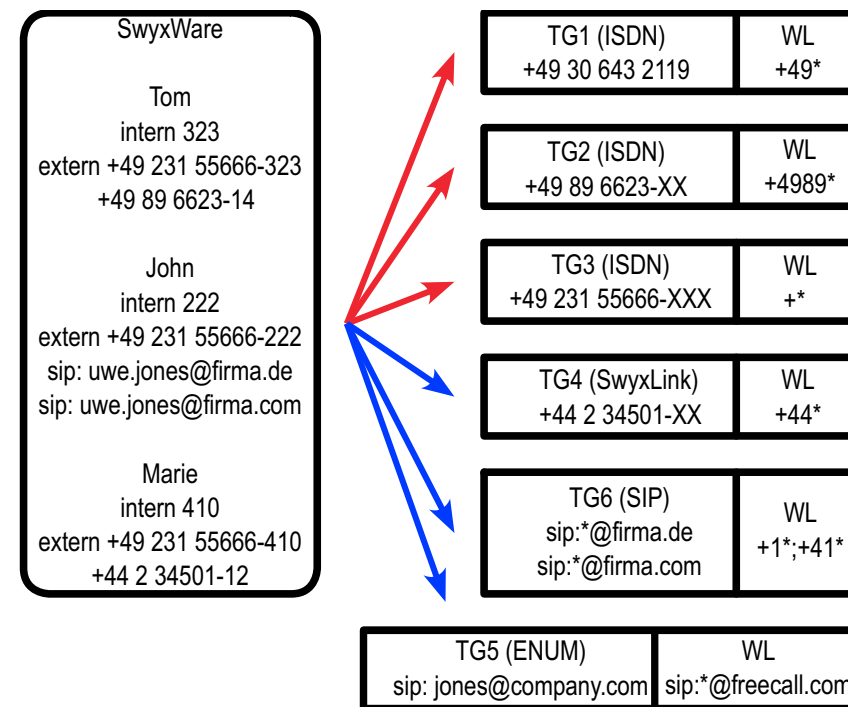 SwyxWare
Tom
intern 323
extern +49 231 55666-323
+49 89 6623-14
John
intern 222
extern +49 231 55666-222
sip: uwe.jones@firma.de
sip: uwe.jones@firma.com
Marie
intern 410
extern +49 231 55666-410
+44 2 34501-12
TG1 (ISDN)
+49 30 643 2119
WL
+49*
TG2 (ISDN)
+49 89 6623-XX
WL
+4989*
TG3 (ISDN)
+49 231 55666-XXX
WL
+*
TG4 (SwyxLink)
+44 2 34501-XX
WL
+44*
TG6 (SIP)
sip:*@firma.de
sip:*@firma.com
WL
+1*;+41*
TG5 (ENUM)
sip: jones@company.com
WL
sip:*@freecall.com